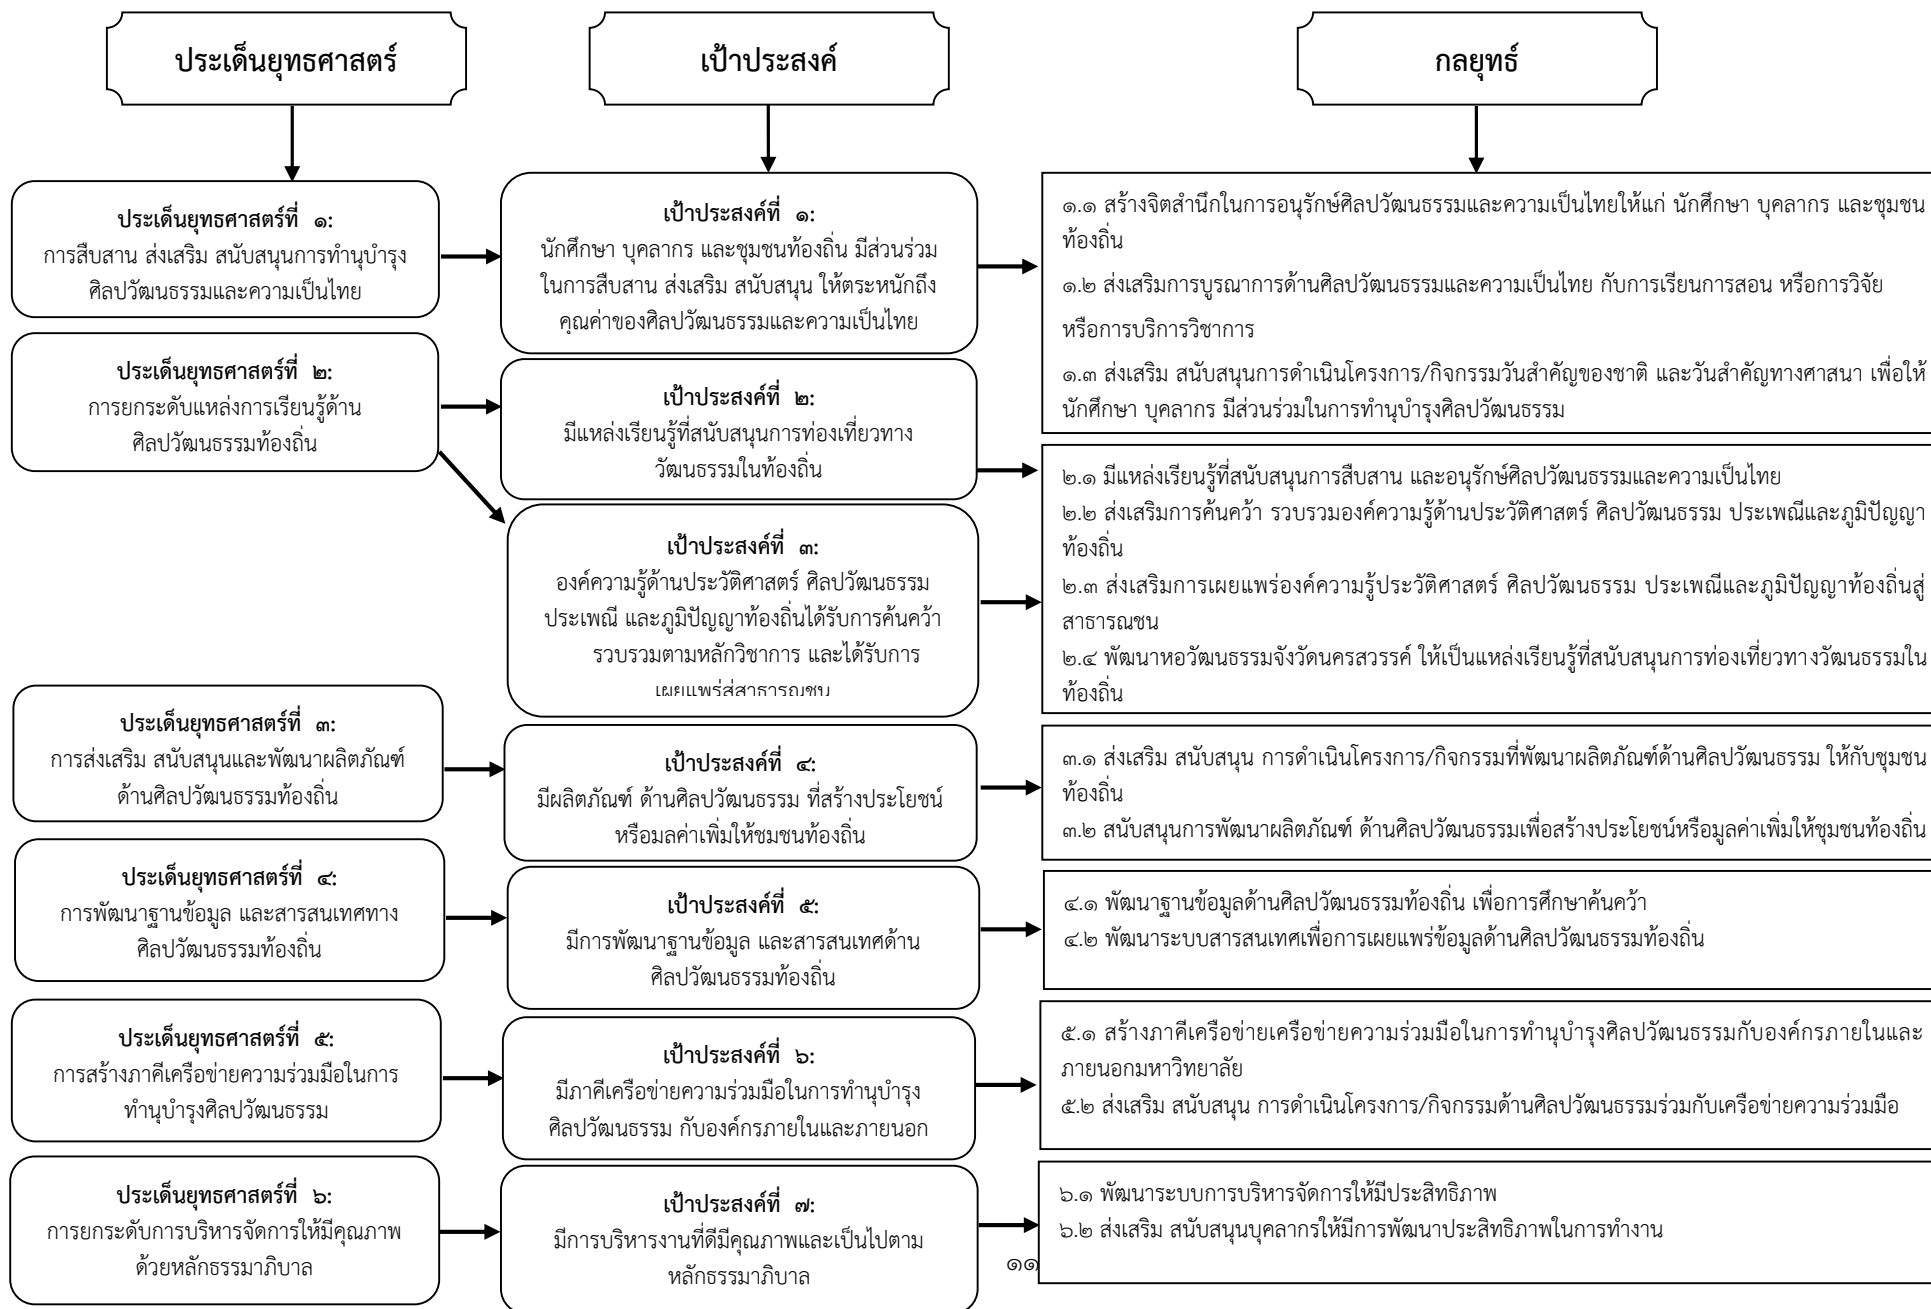 ประเด็นยุทธศาสตร์
เป้าประสงค์
กลยุทธ์
ประเด็นยุทธศาสตร์ที่ ๑:
การสืบสาน ส่งเสริม สนับสนุนการทำนุบำรุง
ศิลปวัฒนธรรมและความเป็นไทย
เป้าประสงค์ที่ ๑:
นักศึกษา บุคลากร และชุมชนท้องถิ่น มีส่วนร่วม
ในการสืบสาน ส่งเสริม สนับสนุน ให้ตระหนักถึง
คุณค่าของศิลปวัฒนธรรมและความเป็นไทย
๑.๑ สร้างจิตสำนึกในการอนุรักษ์ศิลปวัฒนธรรมและความเป็นไทยให้แก่ นักศึกษา บุคลากร และชุมชน
ท้องถิ่น
๑.๒ ส่งเสริมการบูรณาการด้านศิลปวัฒนธรรมและความเป็นไทย กับการเรียนการสอน หรือการวิจัย
หรือการบริการวิชาการ
๑.๓ ส่งเสริม สนับสนุนการดำเนินโครงการ/กิจกรรมวันสำคัญของชาติ และวันสำคัญทางศาสนา เพื่อให้
นักศึกษา บุคลากร มีส่วนร่วมในการทำนุบำรุงศิลปวัฒนธรรม
ประเด็นยุทธศาสตร์ที่ ๒:
การยกระดับแหล่งการเรียนรู้ด้าน
ศิลปวัฒนธรรมท้องถิ่น
เป้าประสงค์ที่ ๒:
มีแหล่งเรียนรู้ที่สนับสนุนการท่องเที่ยวทาง
วัฒนธรรมในท้องถิ่น
เป้าประสงค์ที่ ๓:
องค์ความรู้ด้านประวัติศาสตร์ ศิลปวัฒนธรรม
ประเพณี และภูมิปัญญาท้องถิ่นได้รับการค้นคว้า
รวบรวมตามหลักวิชาการ และได้รับการ
เผยแพร่สู่สาธารณชน
๒.๑ มีแหล่งเรียนรู้ที่สนับสนุนการสืบสาน และอนุรักษ์ศิลปวัฒนธรรมและความเป็นไทย
๒.๒ ส่งเสริมการค้นคว้า รวบรวมองค์ความรู้ด้านประวัติศาสตร์ ศิลปวัฒนธรรม ประเพณีและภูมิปัญญา
ท้องถิ่น
๒.๓ ส่งเสริมการเผยแพร่องค์ความรู้ประวัติศาสตร์ ศิลปวัฒนธรรม ประเพณีและภูมิปัญญาท้องถิ่นสู่
สาธารณชน
๒.๔ พัฒนาหอวัฒนธรรมจังวัดนครสวรรค์ ให้เป็นแหล่งเรียนรู้ที่สนับสนุนการท่องเที่ยวทางวัฒนธรรมใน
ท้องถิ่น
ประเด็นยุทธศาสตร์ที่ ๓:
การส่งเสริม สนับสนุนและพัฒนาผลิตภัณฑ์
ด้านศิลปวัฒนธรรมท้องถิ่น
เป้าประสงค์ที่ ๔:
มีผลิตภัณฑ์ ด้านศิลปวัฒนธรรม ที่สร้างประโยชน์
หรือมูลค่าเพิ่มให้ชุมชนท้องถิ่น
๓.๑ ส่งเสริม สนับสนุน การดำเนินโครงการ/กิจกรรมที่พัฒนาผลิตภัณฑ์ด้านศิลปวัฒนธรรม ให้กับชุมชน
ท้องถิ่น
๓.๒ สนับสนุนการพัฒนาผลิตภัณฑ์ ด้านศิลปวัฒนธรรมเพื่อสร้างประโยชน์หรือมูลค่าเพิ่มให้ชุมชนท้องถิ่น
ประเด็นยุทธศาสตร์ที่ ๔:
การพัฒนาฐานข้อมูล และสารสนเทศทาง
ศิลปวัฒนธรรมท้องถิ่น
เป้าประสงค์ที่ ๕:
มีการพัฒนาฐานข้อมูล และสารสนเทศด้าน
ศิลปวัฒนธรรมท้องถิ่น
๔.๑ พัฒนาฐานข้อมูลด้านศิลปวัฒนธรรมท้องถิ่น เพื่อการศึกษาค้นคว้า
๔.๒ พัฒนาระบบสารสนเทศเพื่อการเผยแพร่ข้อมูลด้านศิลปวัฒนธรรมท้องถิ่น
ประเด็นยุทธศาสตร์ที่ ๕:
การสร้างภาคีเครือข่ายความร่วมมือในการ
ทำนุบำรุงศิลปวัฒนธรรม
เป้าประสงค์ที่ ๖:
มีภาคีเครือข่ายความร่วมมือในการทำนุบำรุง
ศิลปวัฒนธรรม กับองค์กรภายในและภายนอก
๕.๑ สร้างภาคีเครือข่ายเครือข่ายความร่วมมือในการทำนุบำรุงศิลปวัฒนธรรมกับองค์กรภายในและ
ภายนอกมหาวิทยาลัย
๕.๒ ส่งเสริม สนับสนุน การดำเนินโครงการ/กิจกรรมด้านศิลปวัฒนธรรมร่วมกับเครือข่ายความร่วมมือ
ประเด็นยุทธศาสตร์ที่ ๖:
การยกระดับการบริหารจัดการให้มีคุณภาพ
ด้วยหลักธรรมาภิบาล
เป้าประสงค์ที่ ๗:
มีการบริหารงานที่ดีมีคุณภาพและเป็นไปตาม
หลักธรรมาภิบาล
๖.๑ พัฒนาระบบการบริหารจัดการให้มีประสิทธิภาพ
๖.๒ ส่งเสริม สนับสนุนบุคลากรให้มีการพัฒนาประสิทธิภาพในการทำงาน
๑๑